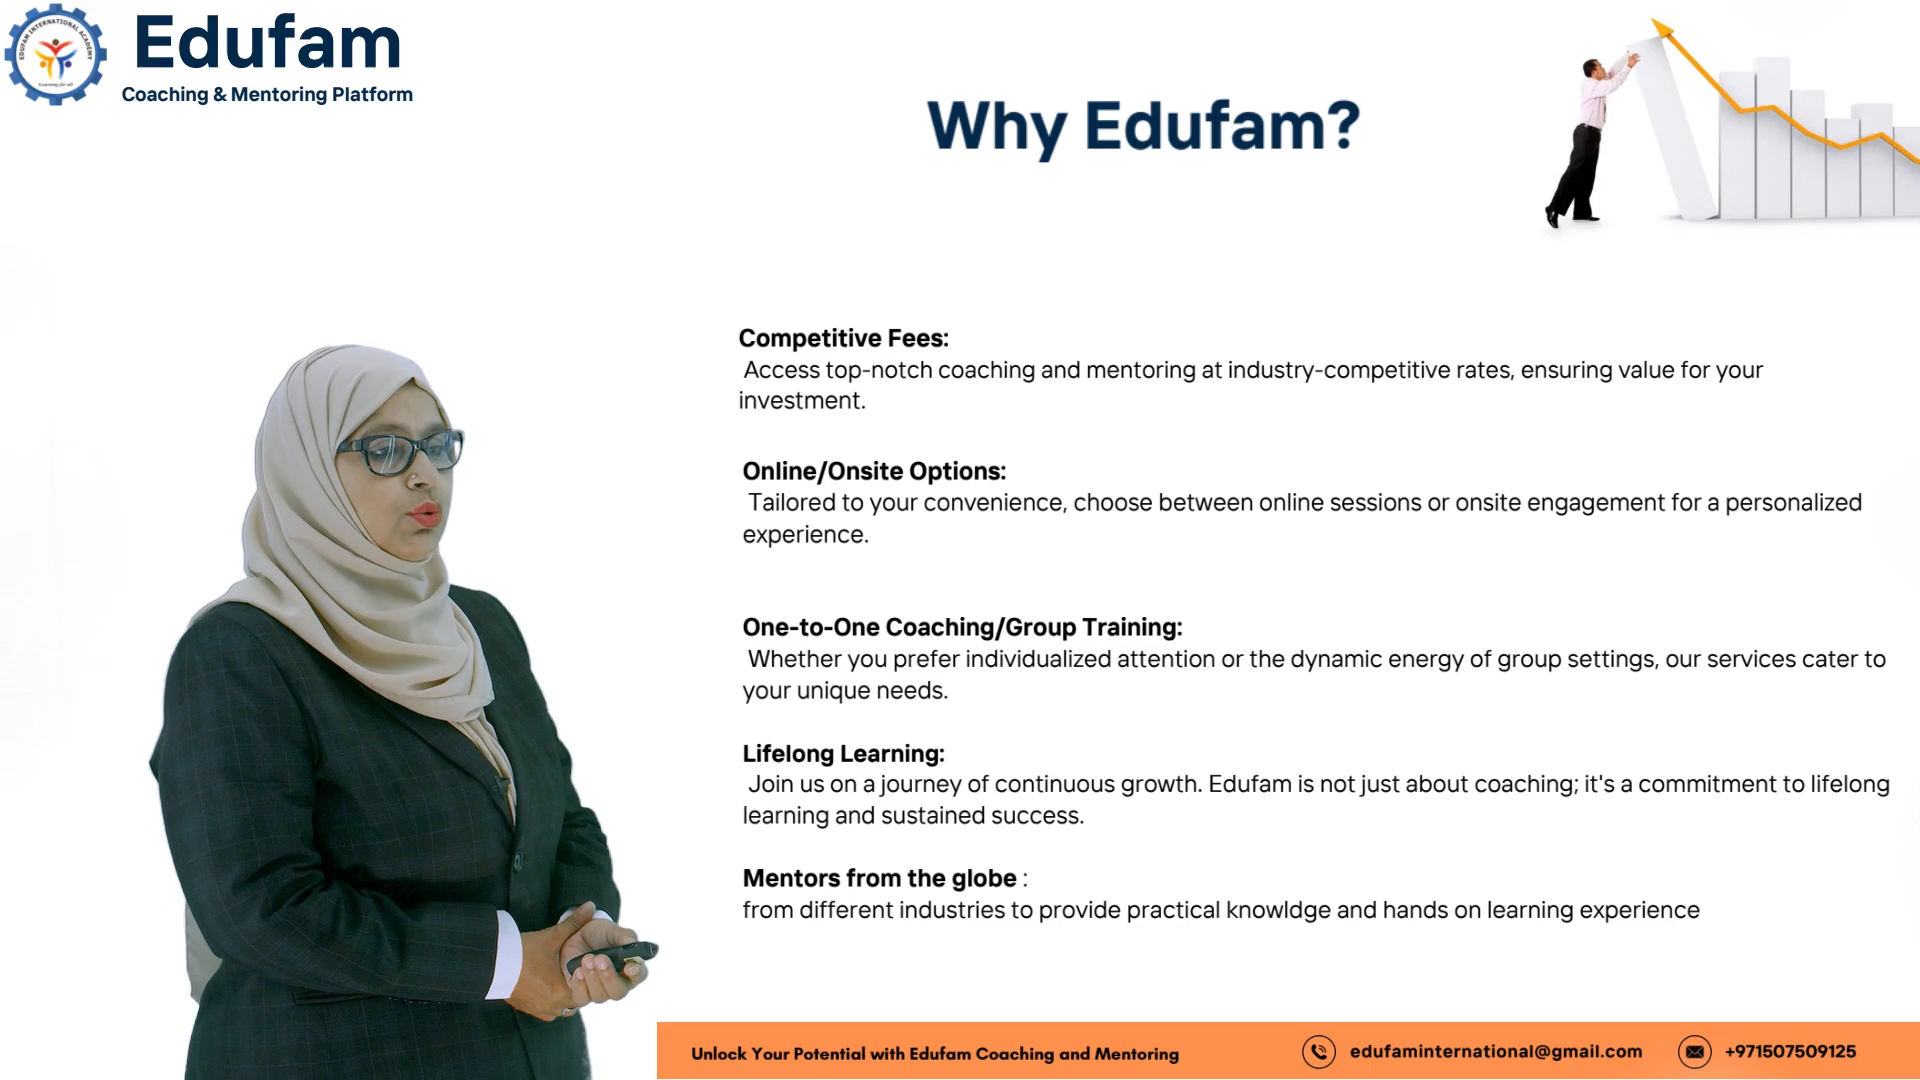 EDUFAM INTERNATIONAL ACADEMY
Learning for all
Edufam
Coaching & Mentoring Platform
Why Edufam?
Competitive Fees:
Access top-notch coaching and mentoring at industry-competitive rates, ensuring value for your
investment.
Online/Onsite Options:
Tailored to your convenience, choose between online sessions or onsite engagement for a personalized
experience.
One-to-One Coaching/Group Training:
Whether you prefer individualized attention or the dynamic energy of group settings, our services cater to
your unique needs.
Lifelong Learning:
Join us on a journey of continuous growth. Edufam is not just about coaching; it's a commitment to lifelong
learning and sustained success.
Mentors from the globe :
from different industries to provide practical knowldge and hands on learning experience
Unlock Your Potential with Edufam Coaching and Mentoring
edufaminternational@gmail.com
+971507509125